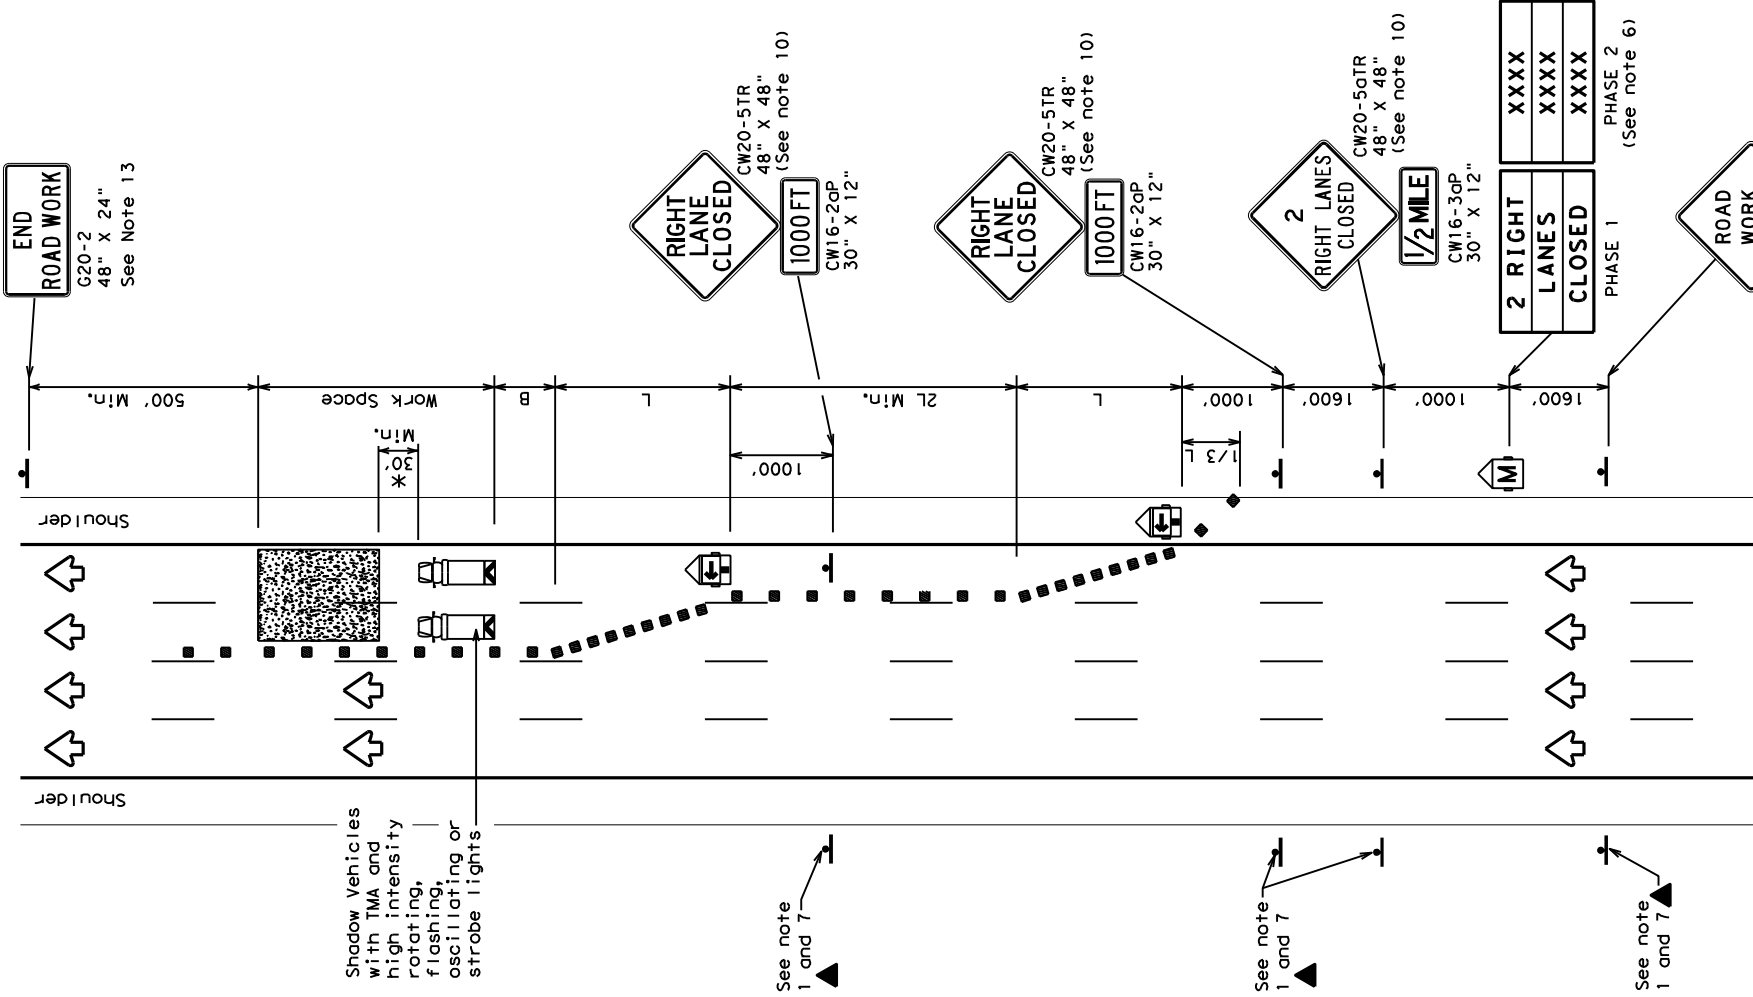 END
ROAD WORK
G20-2
48" X 24"
See Note 13
RIGHT
LANE
CLOSED
CW20-5TR
48" X 48"
(See note 10)
1000 FT
CW16-2aP
30" X 12"
RIGHT
LANE
CLOSED
CW20-5TR
48" X 48"
(See note 10)
1000 FT
CW16-2aP
30" X 12"
2
RIGHT LANES
CLOSED
CW20-5aTR
48" X 48"
(See note 10)
1/2 MILE
CW16-3aP
30" X 12"
XXXX
XXXX
XXXX
PHASE 2
(See note 6)
2 RIGHT
LANES
CLOSED
PHASE 1
ROAD
WORK
500' Min.
Work Space
B
L
2L Min.
L
1000'
1600'
1000'
1600'
30'
Min.
*
1000'
1/3 L
M
Shoulder
Shoulder
Shadow Vehicles
with TMA and
high intensity
rotating,
flashing,
oscillating or
strobe lights
See note
1 and 7
See note
1 and 7
See note
1 and 7